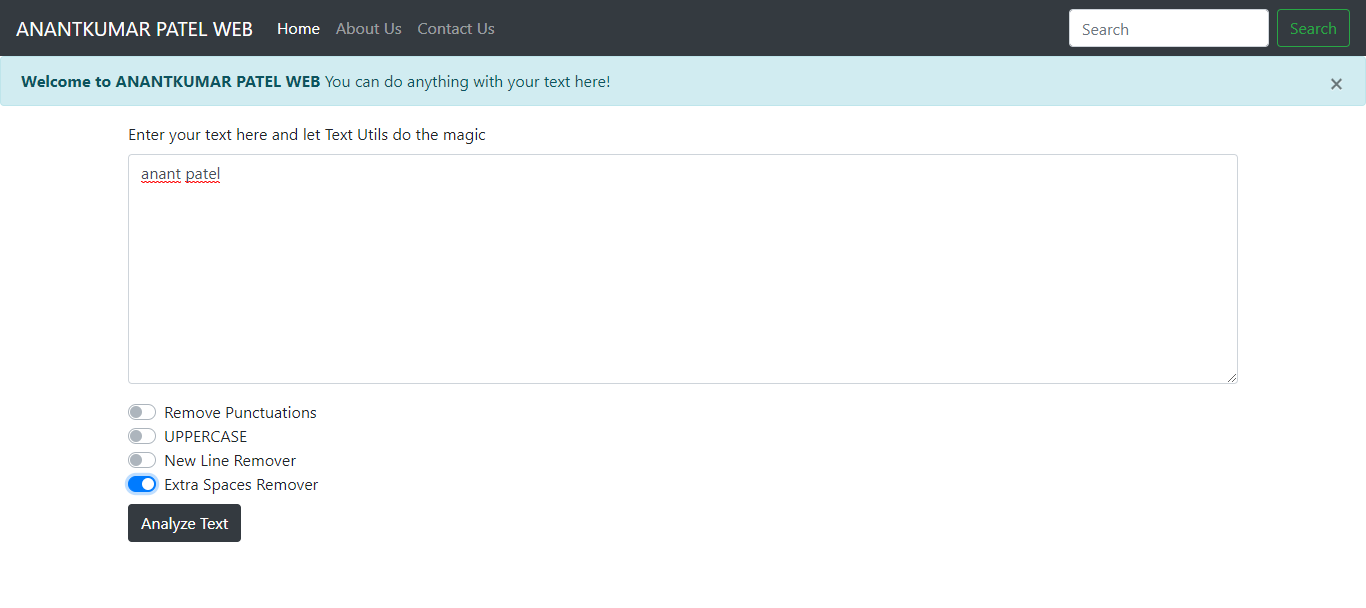 ANANTKUMAR PATEL WEB Home About Us Contact Us Search Search
Welcome to ANANTKUMAR PATEL WEB You can do anything with your text here! ×
Enter your text here and let Text Utils do the magic
anant patel
Remove Punctuations
UPPERCASE
New Line Remover
Extra Spaces Remover
Analyze Text